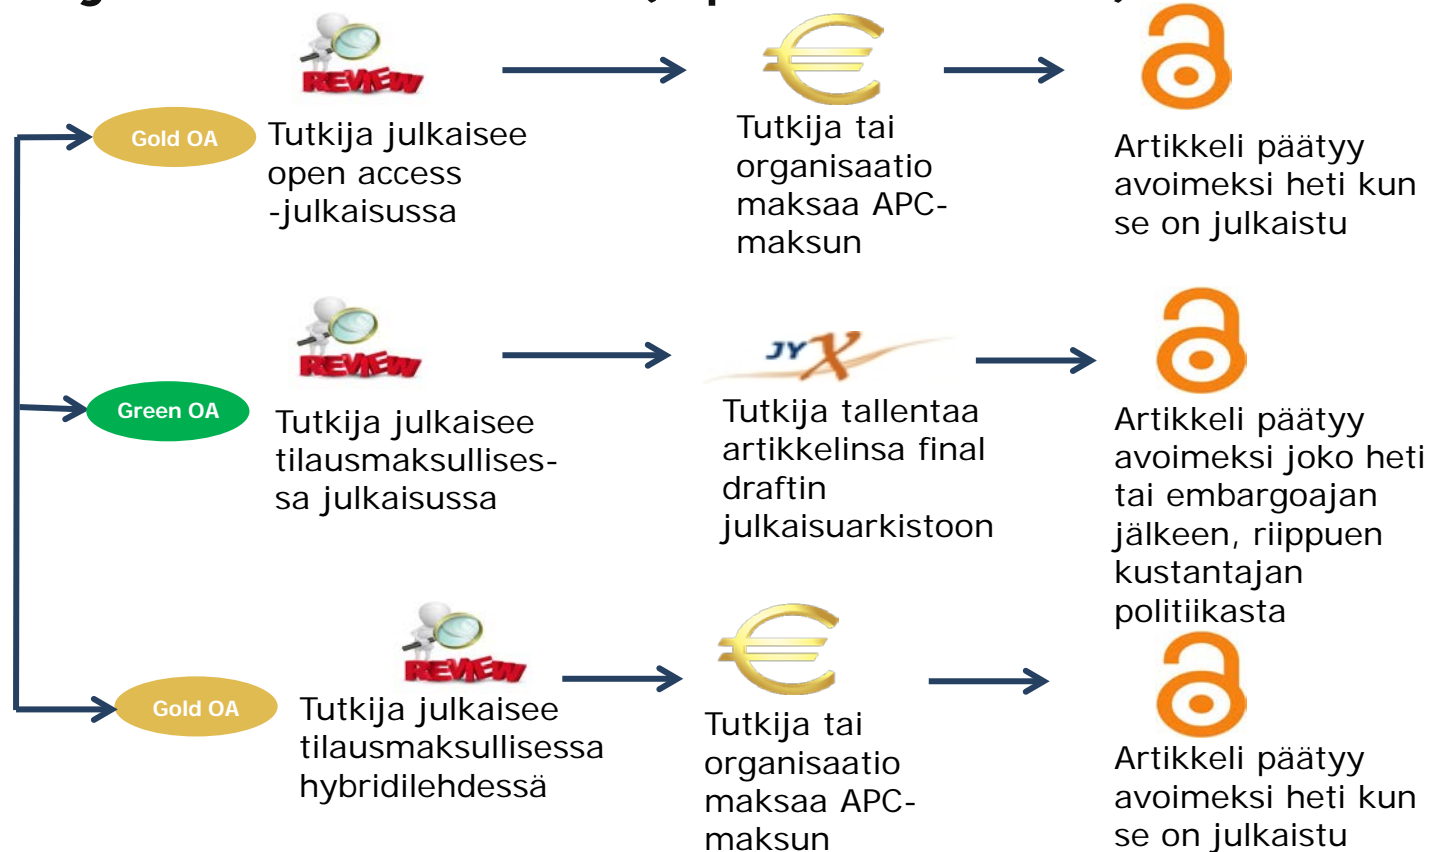 REVIEW
Gold OA
Tutkija julkaisee
open access
-julkaisussa
Tutkija tai
organisaatio
maksaa APC-
maksun
Artikkeli päätyy
avoimeksi heti kun
se on julkaistu
REVIEW
Green OA
Tutkija julkaisee
tilausmaksullises-
sa julkaisussa
JYX
Tutkija tallentaa
artikkelinsa final
draftin
julkaisuarkistoon
Artikkeli päätyy
avoimeksi joko heti
tai embargoajan
jälkeen, riippuen
kustantajan
politiikasta
REVIEW
Gold OA
Tutkija julkaisee
tilausmaksullisessa
hybridilehdessä
Tutkija tai
organisaatio
maksaa APC-
maksun
Artikkeli päätyy
avoimeksi heti kun
se on julkaistu